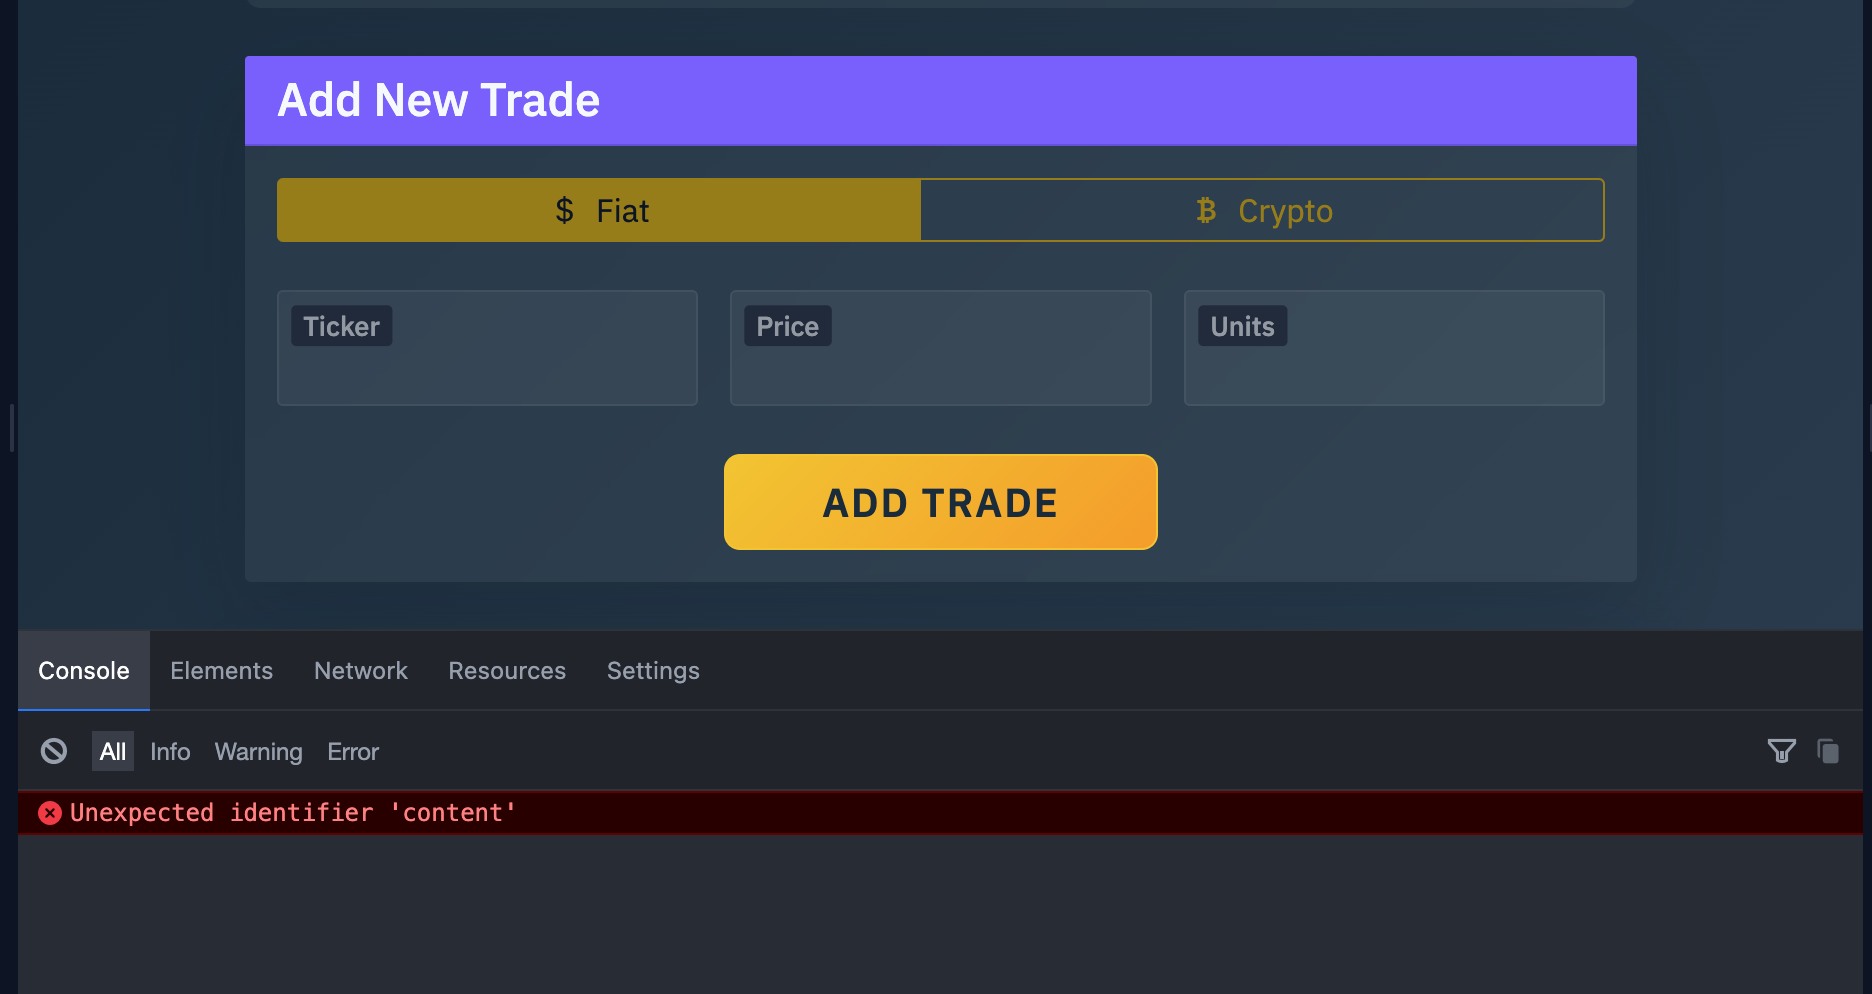 Add New Trade
$ Fiat
₿ Crypto
Ticker
Price
Units
ADD TRADE
Console Elements Network Resources Settings
All Info Warning Error
Unexpected identifier 'content'